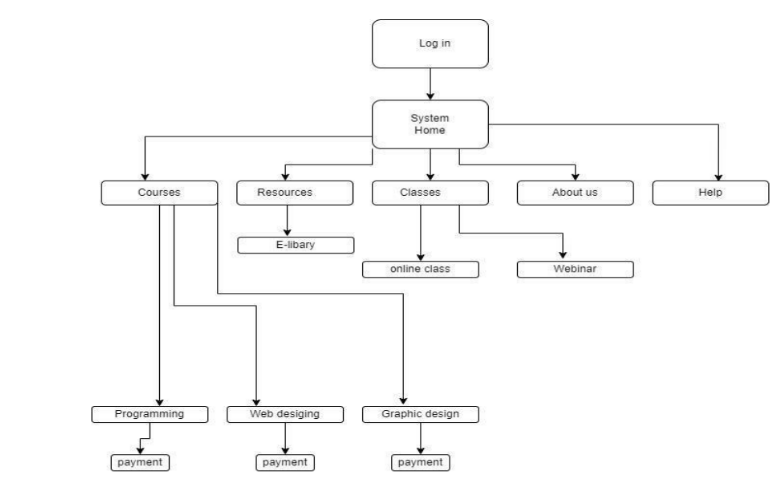 Log in
System
Home
Courses
Resources
Classes
About us
Help
E-libary
online class
Webinar
Programming
Web desiging
Graphic design
payment
payment
payment